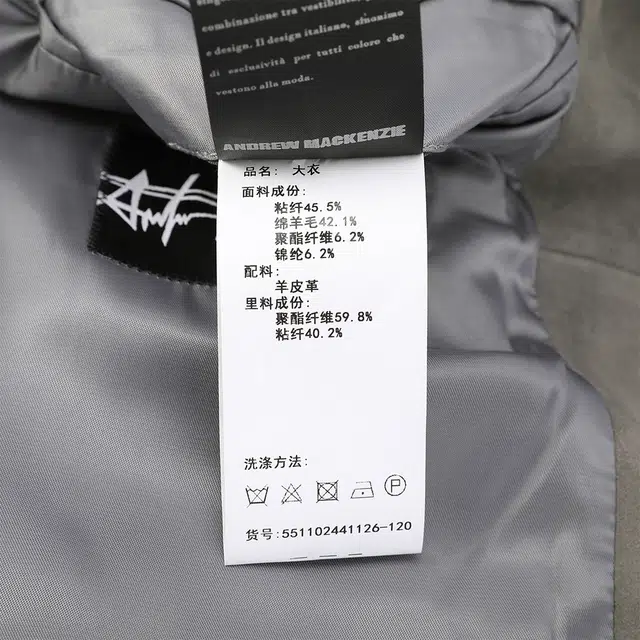 combinazione tra vestibilità,
e design. Il design italiano, sinonimo
di esclusività per tutti coloro che
vestono alla moda.
ANDREW MACKENZIE
品名: 大衣
面料成份:
粘纤45.5%
绵羊毛42.1%
聚酯纤维6.2%
锦纶6.2%
配料:
羊皮革
里料成份:
聚酯纤维59.8%
粘纤40.2%
洗涤方法:
P
货号:551102441126-120